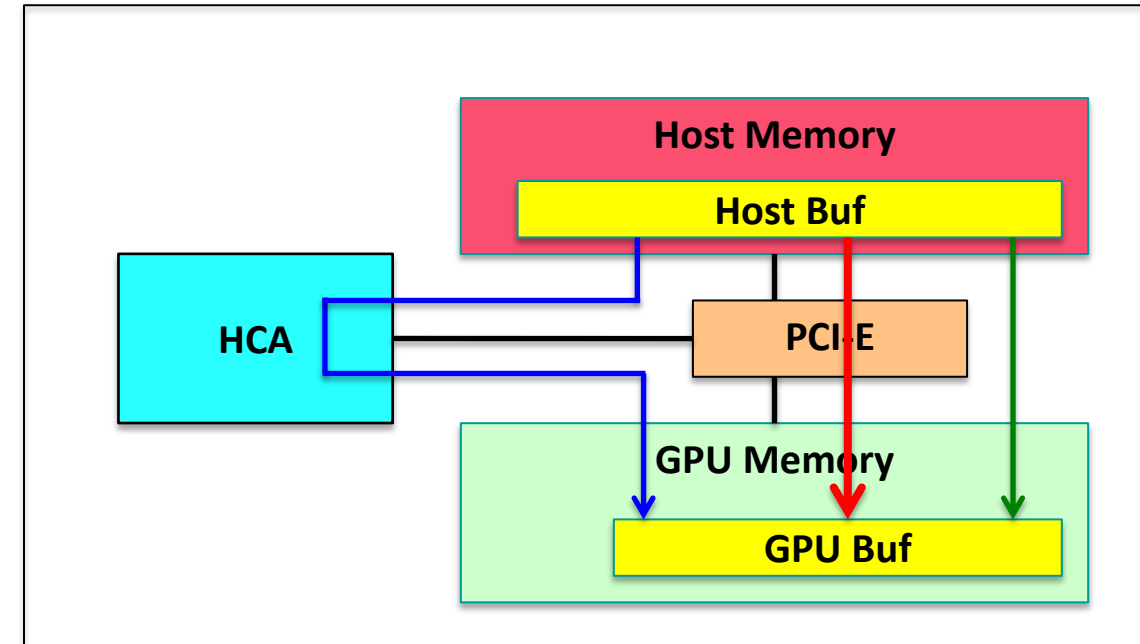 Host Memory
Host Buf
HCA
PCI-E
GPU Memory
GPU Buf